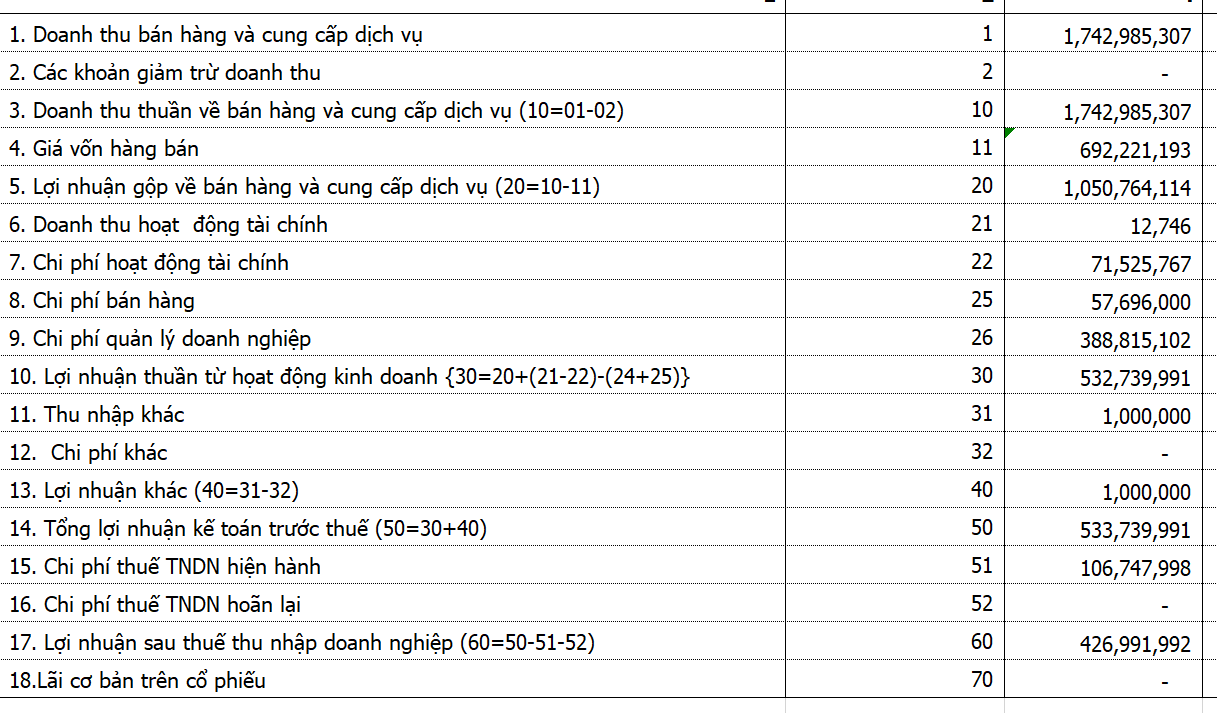 1. Doanh thu bán hàng và cung cấp dịch vụ 1 1,742,985,307
2. Các khoản giảm trừ doanh thu 2 -
3. Doanh thu thuần về bán hàng và cung cấp dịch vụ (10=01-02) 10 1,742,985,307
4. Giá vốn hàng bán 11 692,221,193
5. Lợi nhuận gộp về bán hàng và cung cấp dịch vụ (20=10-11) 20 1,050,764,114
6. Doanh thu hoạt  động tài chính 21 12,746
7. Chi phí hoạt động tài chính 22 71,525,767
8. Chi phí bán hàng 25 57,696,000
9. Chi phí quản lý doanh nghiệp 26 388,815,102
10. Lợi nhuận thuần từ họat động kinh doanh {30=20+(21-22)-(24+25)} 30 532,739,991
11. Thu nhập khác 31 1,000,000
12.  Chi phí khác 32 -
13. Lợi nhuận khác (40=31-32) 40 1,000,000
14. Tổng lợi nhuận kế toán trước thuế (50=30+40) 50 533,739,991
15. Chi phí thuế TNDN hiện hành 51 106,747,998
16. Chi phí thuế TNDN hoãn lại 52 -
17. Lợi nhuận sau thuế thu nhập doanh nghiệp (60=50-51-52) 60 426,991,992
18.Lãi cơ bản trên cổ phiếu 70 -